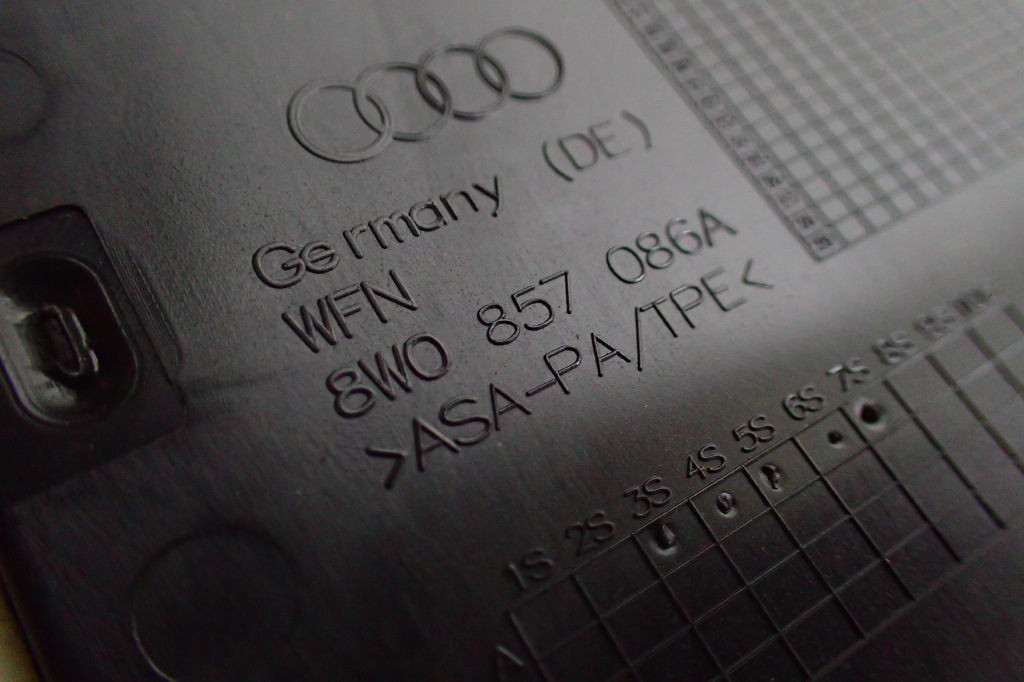 Germany (DE)
WFN
8W0 857 086A
>ASA-PA/TPE<
1S 2S 3S 4S 5S 6S 7S 8S
A